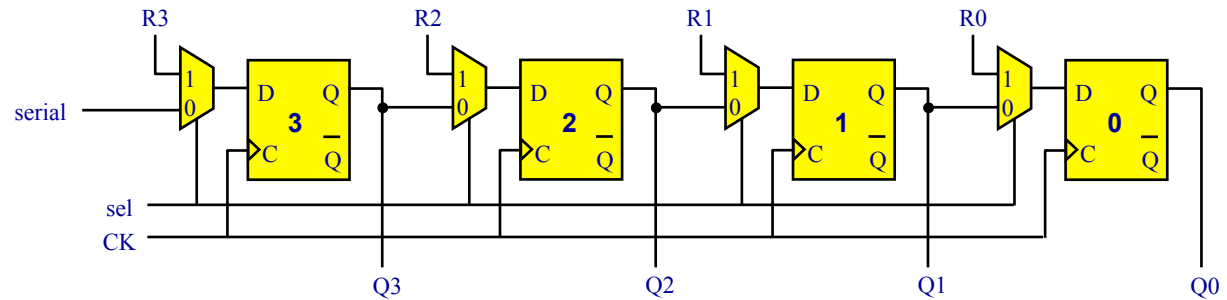 R3 R2 R1 R0
1 1 1 1
D Q D Q D Q D Q
serial 0 0 0 0
3 2 1 0
C Q C Q C Q C Q
sel
CK
Q3 Q2 Q1 Q0